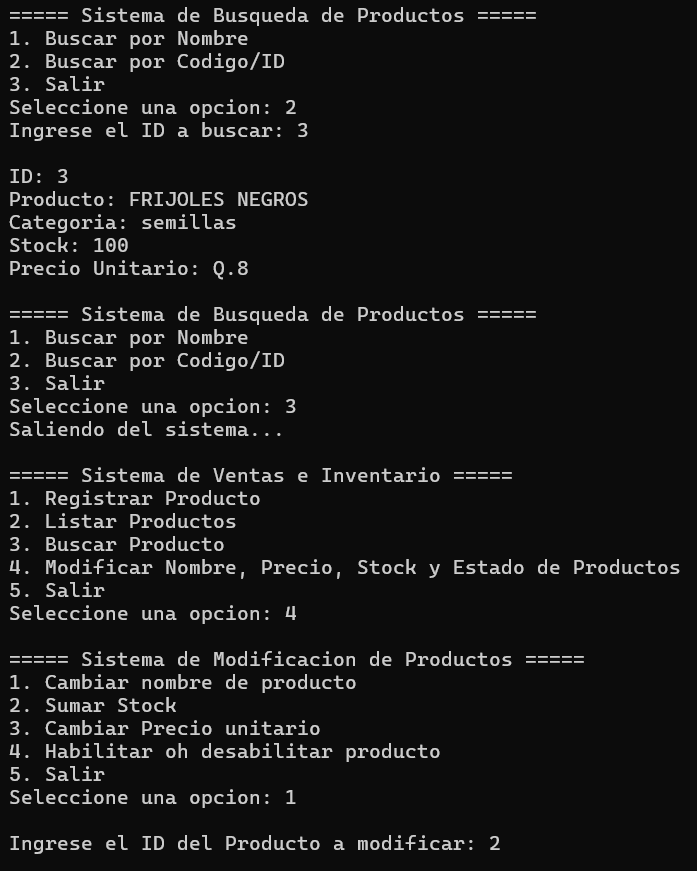 ===== Sistema de Busqueda de Productos =====
1. Buscar por Nombre
2. Buscar por Codigo/ID
3. Salir
Seleccione una opcion: 2
Ingrese el ID a buscar: 3
ID: 3
Producto: FRIJOLES NEGROS
Categoria: semillas
Stock: 100
Precio Unitario: Q.8
===== Sistema de Busqueda de Productos =====
1. Buscar por Nombre
2. Buscar por Codigo/ID
3. Salir
Seleccione una opcion: 3
Saliendo del sistema...
===== Sistema de Ventas e Inventario =====
1. Registrar Producto
2. Listar Productos
3. Buscar Producto
4. Modificar Nombre, Precio, Stock y Estado de Productos
5. Salir
Seleccione una opcion: 4
===== Sistema de Modificacion de Productos =====
1. Cambiar nombre de producto
2. Sumar Stock
3. Cambiar Precio unitario
4. Habilitar oh desabilitar producto
5. Salir
Seleccione una opcion: 1
Ingrese el ID del Producto a modificar: 2